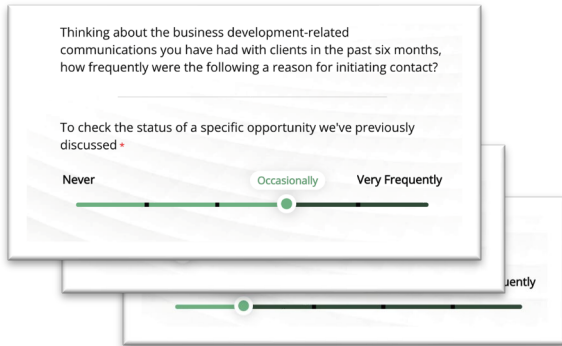 Thinking about the business development-related
communications you have had with clients in the past six months,
how frequently were the following a reason for initiating contact?
To check the status of a specific opportunity we've previously
discussed *
Never Occasionally Very Frequently